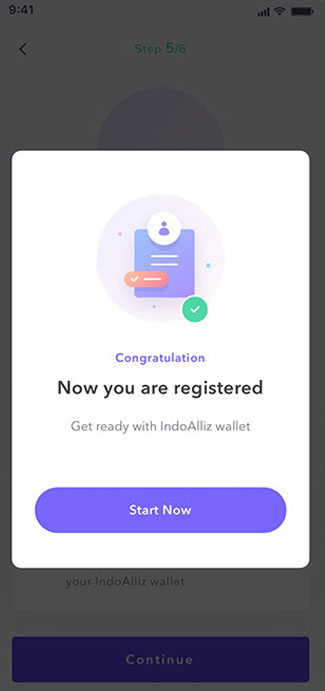 9:41
Step 5/6
Congratulation
Now you are registered
Get ready with IndoAlliz wallet
Start Now
your IndoAlliz wallet
Continue